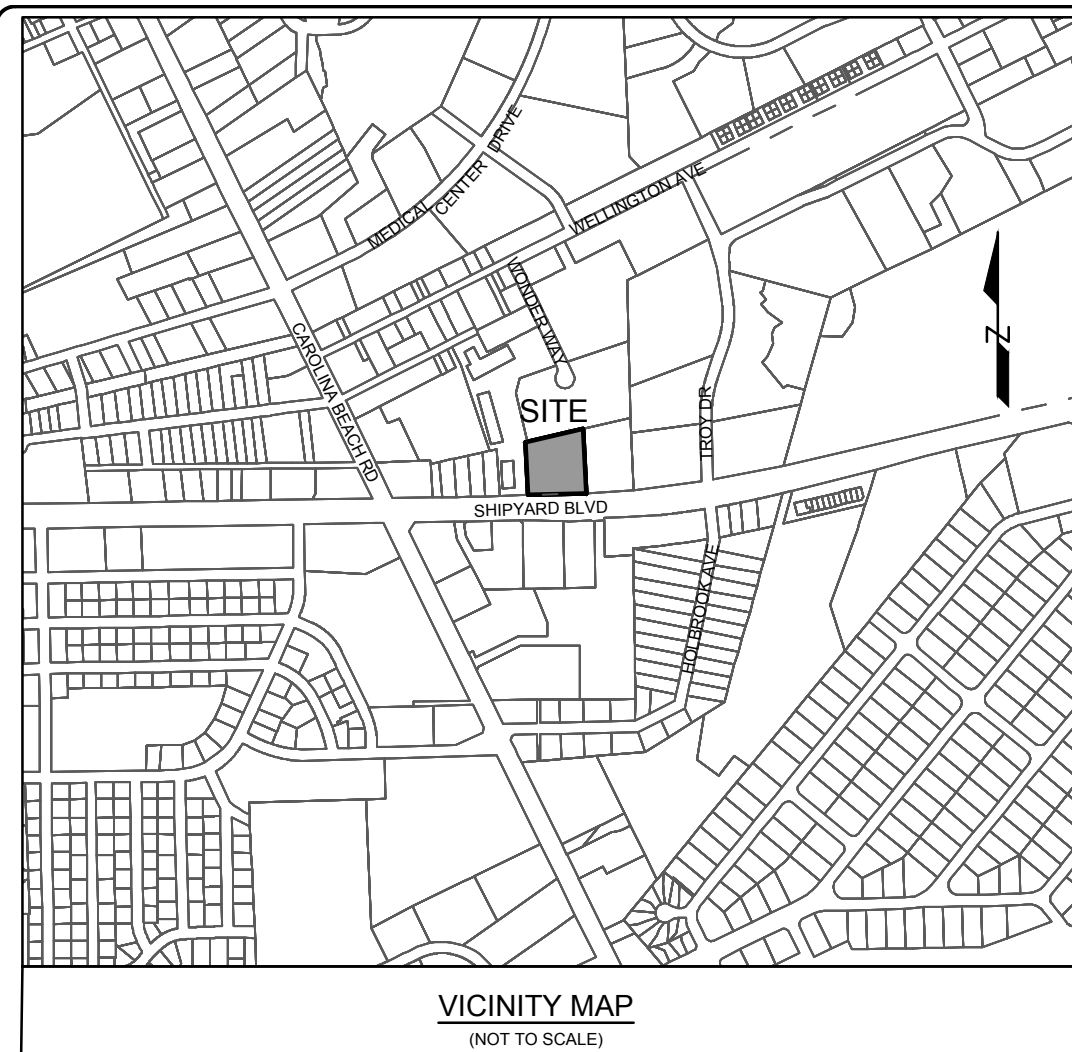 MEDICAL
CENTER DRIVE
WELLINGTON AVE
WONDER WAY
CAROLINA BEACH RD
N
SITE
TROY DR
SHIPYARD BLVD
HOLBROOK AVE
VICINITY MAP
(NOT TO SCALE)